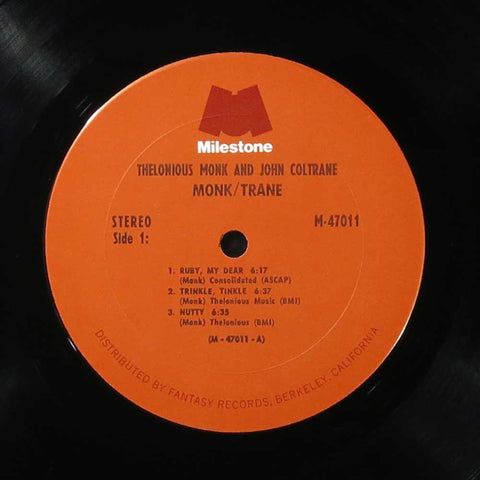 Milestone
THELONIOUS MONK AND JOHN COLTRANE
MONK/TRANE
STEREO M-47011
Side 1:
1. RUBY, MY DEAR 6:17
(Monk) Consolidated (ASCAP)
2. TRINKLE, TINKLE 6:37
(Monk) Thelonious Music (BMI)
3. NUTTY 6:35
(Monk) Thelonious (BMI)
(M-47011-A)
DISTRIBUTED BY FANTASY RECORDS, BERKELEY, CALIFORNIA